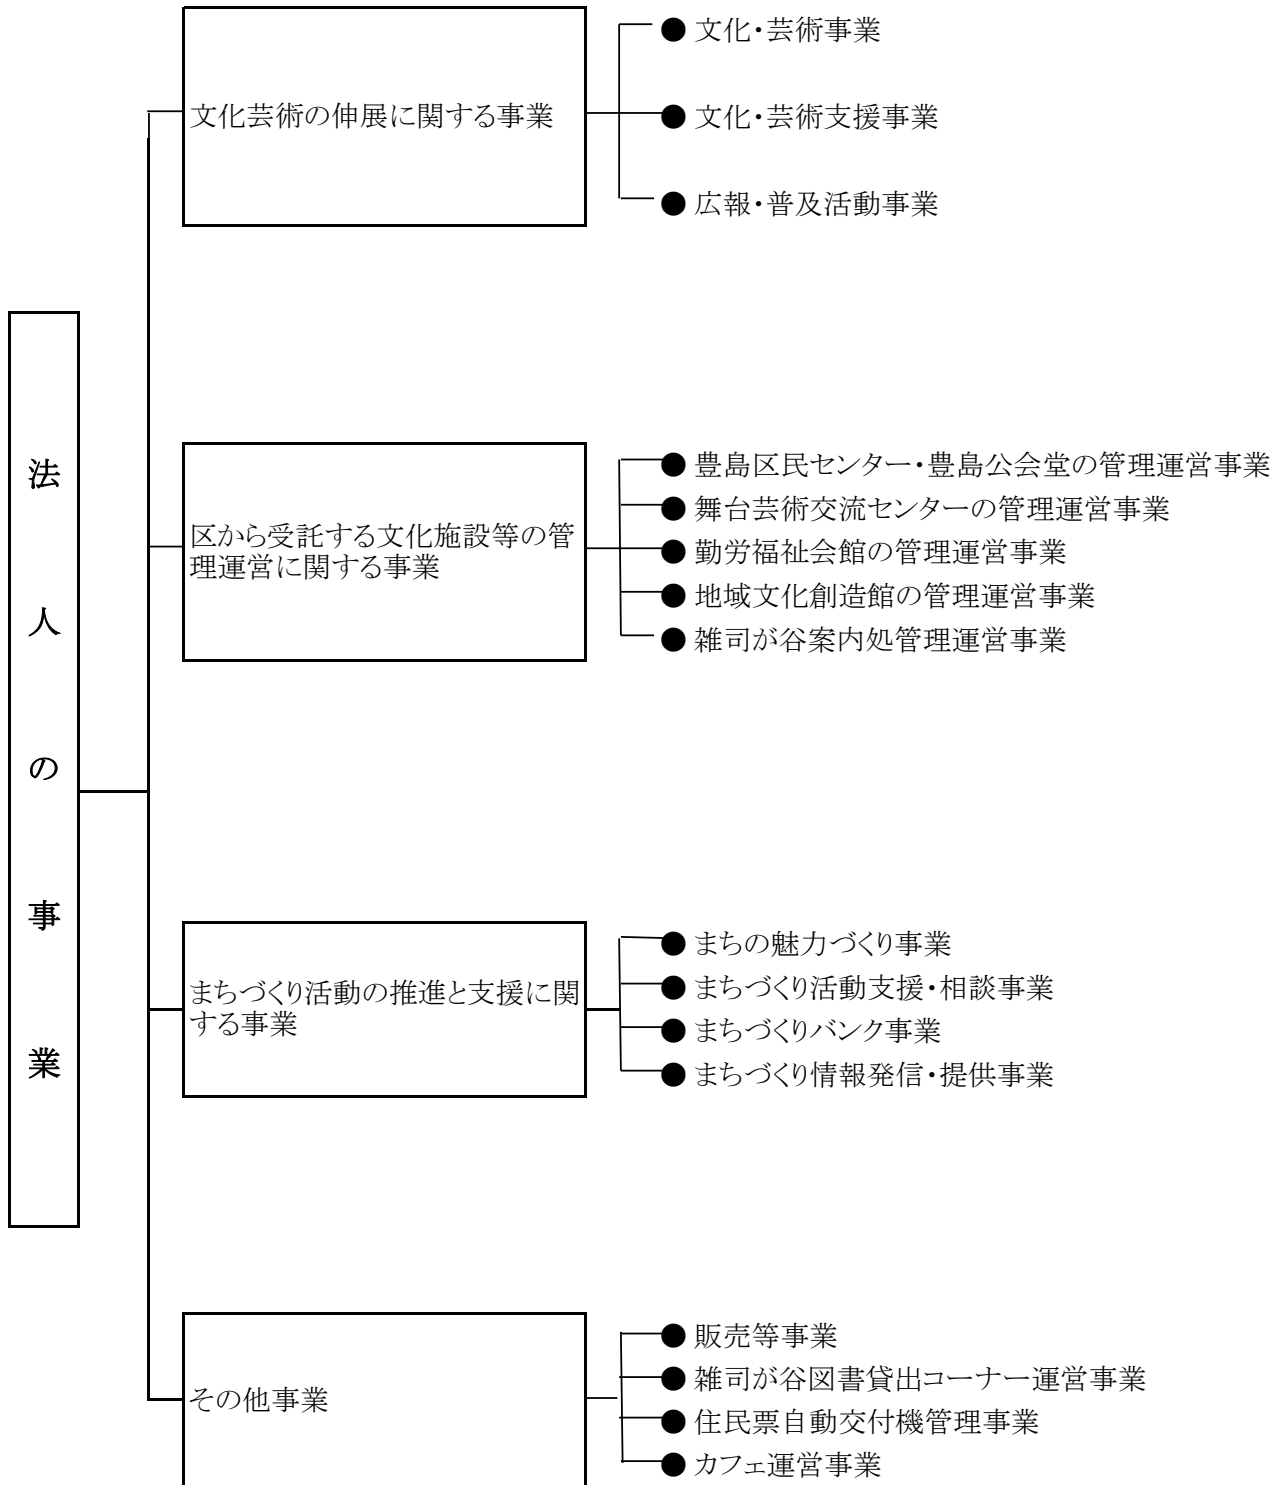 法人の事業
文化芸術の伸展に関する事業
● 文化・芸術事業
● 文化・芸術支援事業
● 広報・普及活動事業
区から受託する文化施設等の管
理運営に関する事業
● 豊島区民センター・豊島公会堂の管理運営事業
● 舞台芸術交流センターの管理運営事業
● 勤労福祉会館の管理運営事業
● 地域文化創造館の管理運営事業
● 雑司が谷案内処管理運営事業
まちづくり活動の推進と支援に関
する事業
● まちの魅力づくり事業
● まちづくり活動支援・相談事業
● まちづくりバンク事業
● まちづくり情報発信・提供事業
その他事業
● 販売等事業
● 雑司が谷図書貸出コーナー運営事業
● 住民票自動交付機管理事業
● カフェ運営事業